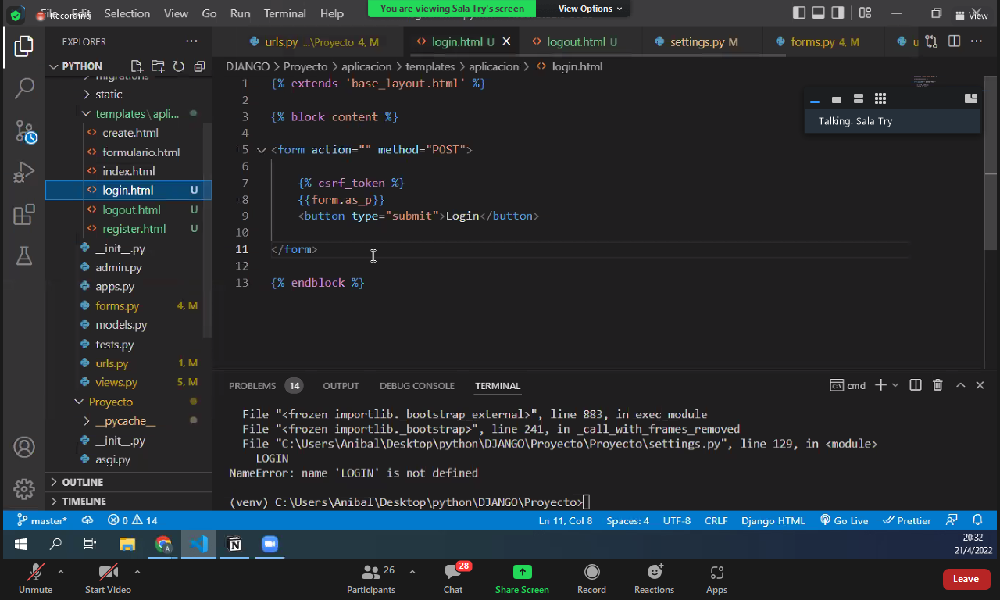 Recording
File Edit Selection View Go Run Terminal Help
You are viewing Sala Try's screen
View Options
View
EXPLORER
urls.py ...\Proyecto 4, M
login.html U
logout.html U
settings.py M
forms.py 4, M
u
PYTHON
DJANGO > Proyecto > aplicacion > templates > aplicacion > login.html
migrations
static
templates\apli...
create.html
formulario.html
index.html
login.html U
logout.html U
register.html U
__init__.py
admin.py
apps.py
forms.py 4, M
models.py
tests.py
urls.py 1, M
views.py 5, M
Proyecto
__pycache__
__init__.py
asgi.py
OUTLINE
TIMELINE
1 {% extends 'base_layout.html' %}
2
3 {% block content %}
4
5 <form action="" method="POST">
6
7 {% csrf_token %}
8 {{form.as_p}}
9 <button type="submit">Login</button>
10
11 </form>
12
13 {% endblock %}
Talking: Sala Try
PROBLEMS 14 OUTPUT DEBUG CONSOLE TERMINAL
cmd
File "<frozen importlib._bootstrap_external>", line 883, in exec_module
File "<frozen importlib._bootstrap>", line 241, in _call_with_frames_removed
File "C:\Users\Anibal\Desktop\python\DJANGO\Proyecto\Proyecto\settings.py", line 129, in <module>
LOGIN
NameError: name 'LOGIN' is not defined
(venv) C:\Users\Anibal\Desktop\python\DJANGO\Proyecto>
master* 0 14 Ln 11, Col 8 Spaces: 4 UTF-8 CRLF Django HTML Go Live Prettier
20:32
21/4/2022
Unmute Start Video Participants 26 Chat 28 Share Screen Record Reactions Apps Leave